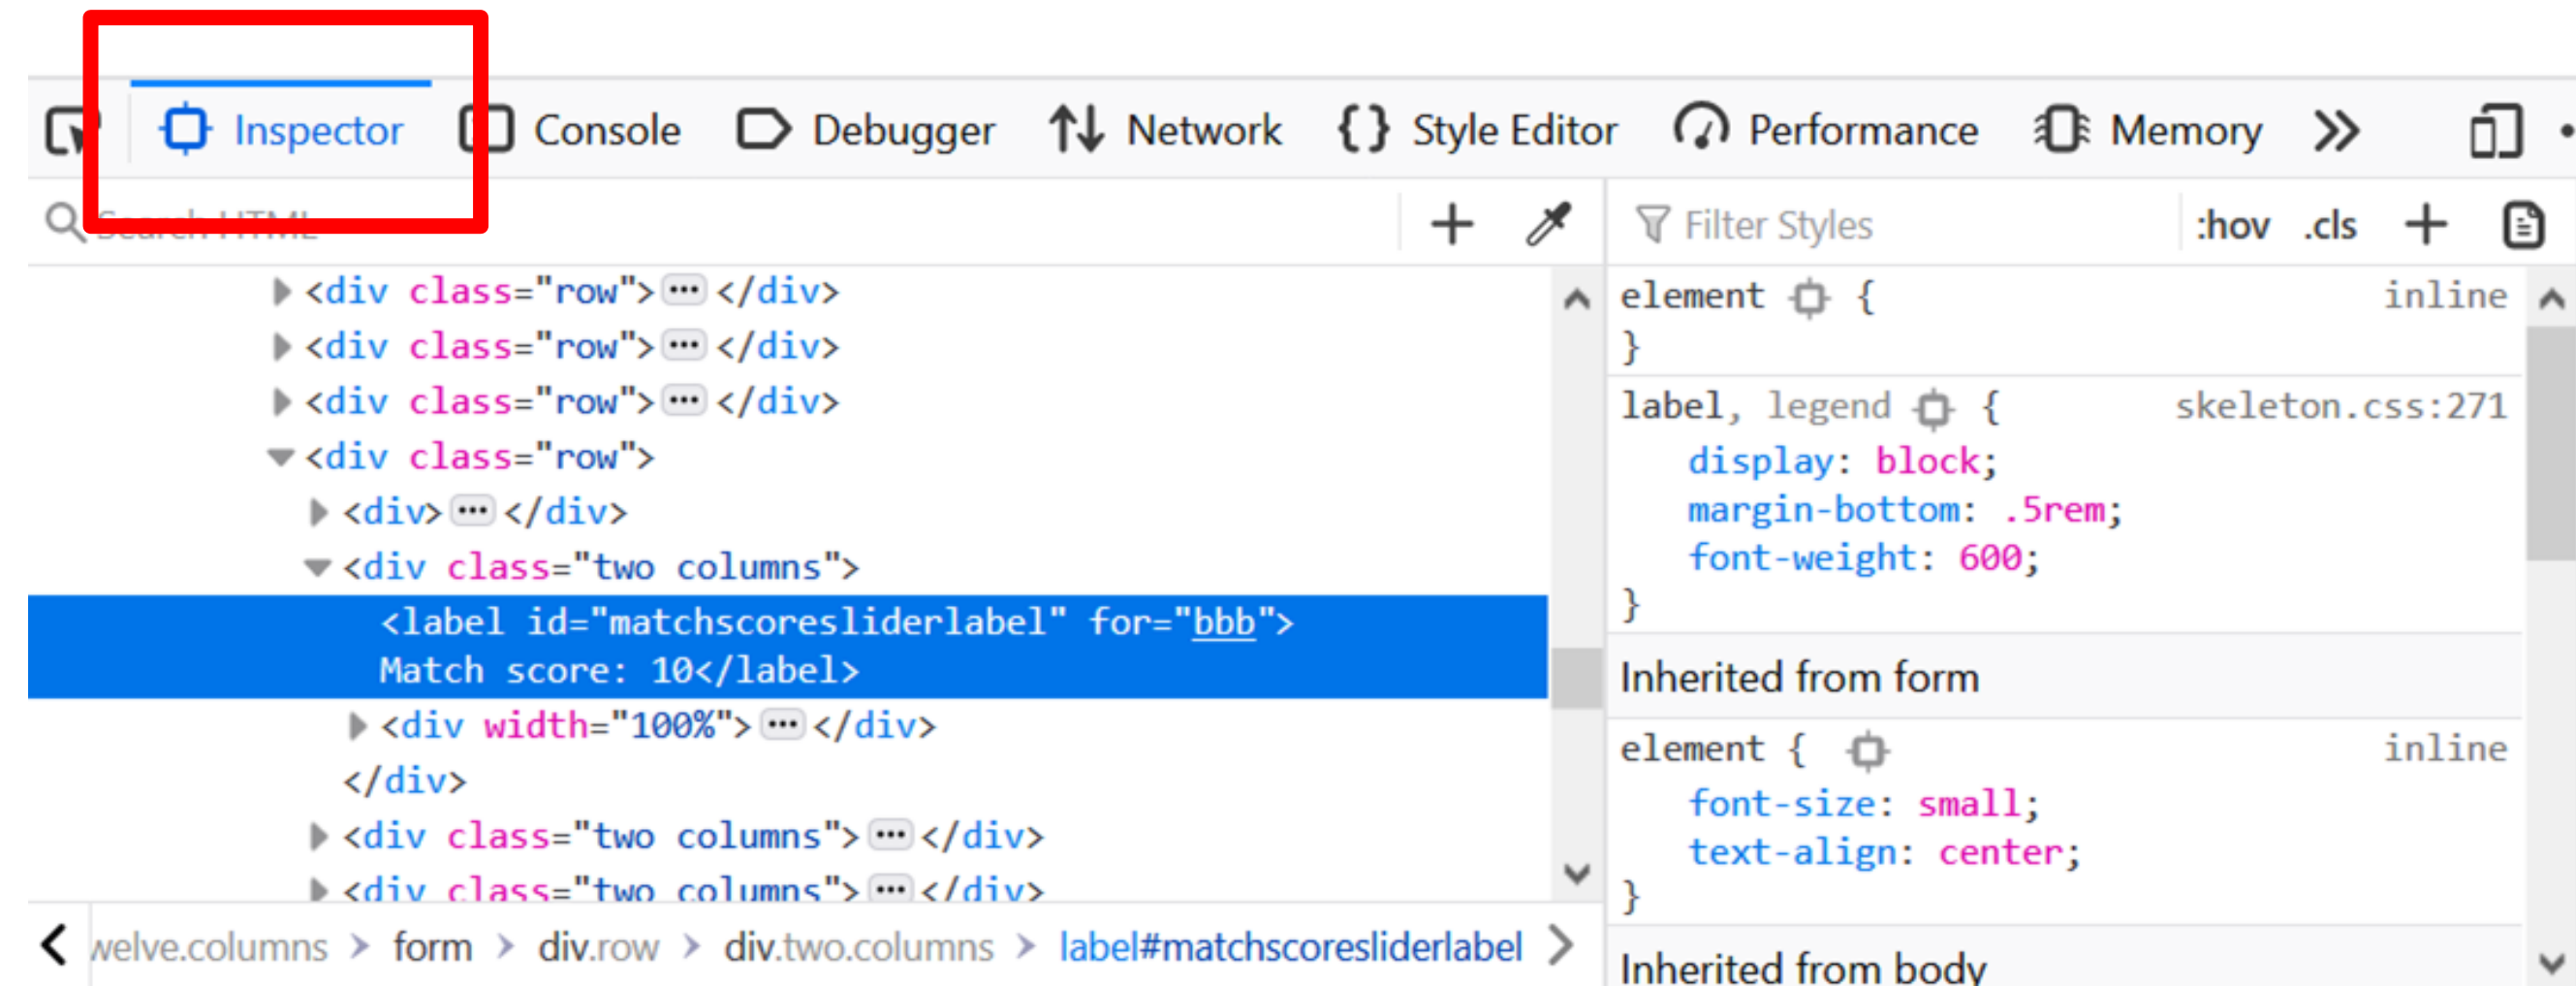 Inspector Console Debugger Network Style Editor Performance Memory
Search HTML
<div class="row"></div>
<div class="row"></div>
<div class="row"></div>
<div class="row">
<div></div>
<div class="two columns">
<label id="matchscoresliderlabel" for="bbb">
Match score: 10</label>
<div width="100%"></div>
</div>
<div class="two columns"></div>
<div class="two columns"></div>
welve.columns > form > div.row > div.two.columns > label#matchscoresliderlabel
Filter Styles :hov .cls +
element { inline
}
label, legend { skeleton.css:271
display: block;
margin-bottom: .5rem;
font-weight: 600;
}
Inherited from form
element { inline
font-size: small;
text-align: center;
}
Inherited from body